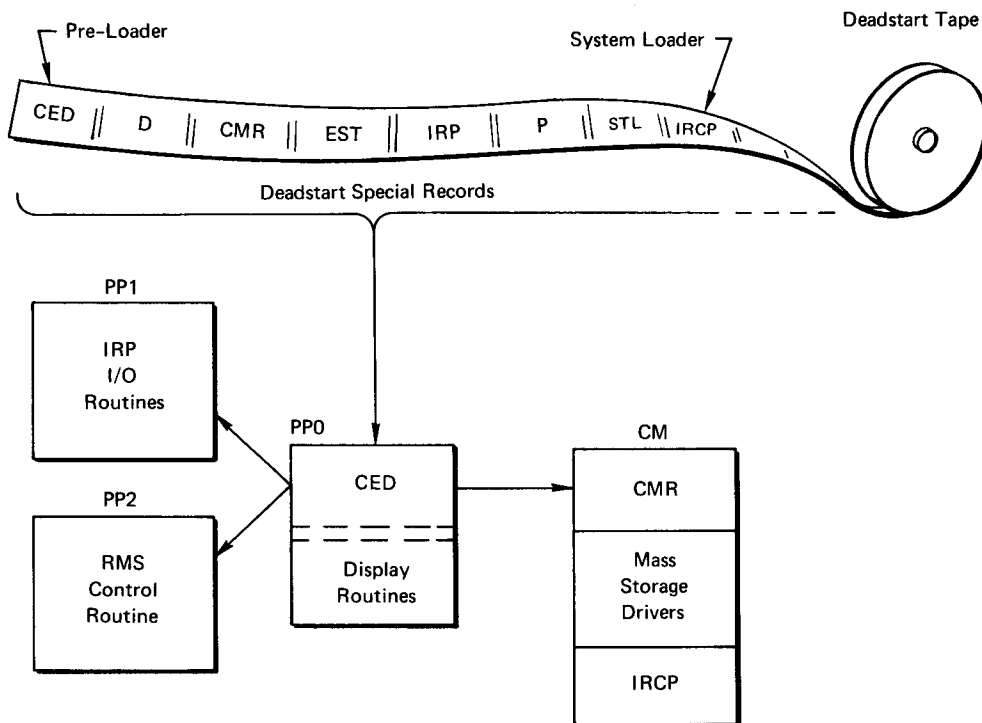 Deadstart Tape
Pre-Loader
System Loader
CED D CMR EST IRP P STL IRCP
Deadstart Special Records
PP1
IRP
I/O
Routines
PP0
CED
Display
Routines
PP2
RMS
Control
Routine
CM
CMR
Mass
Storage
Drivers
IRCP